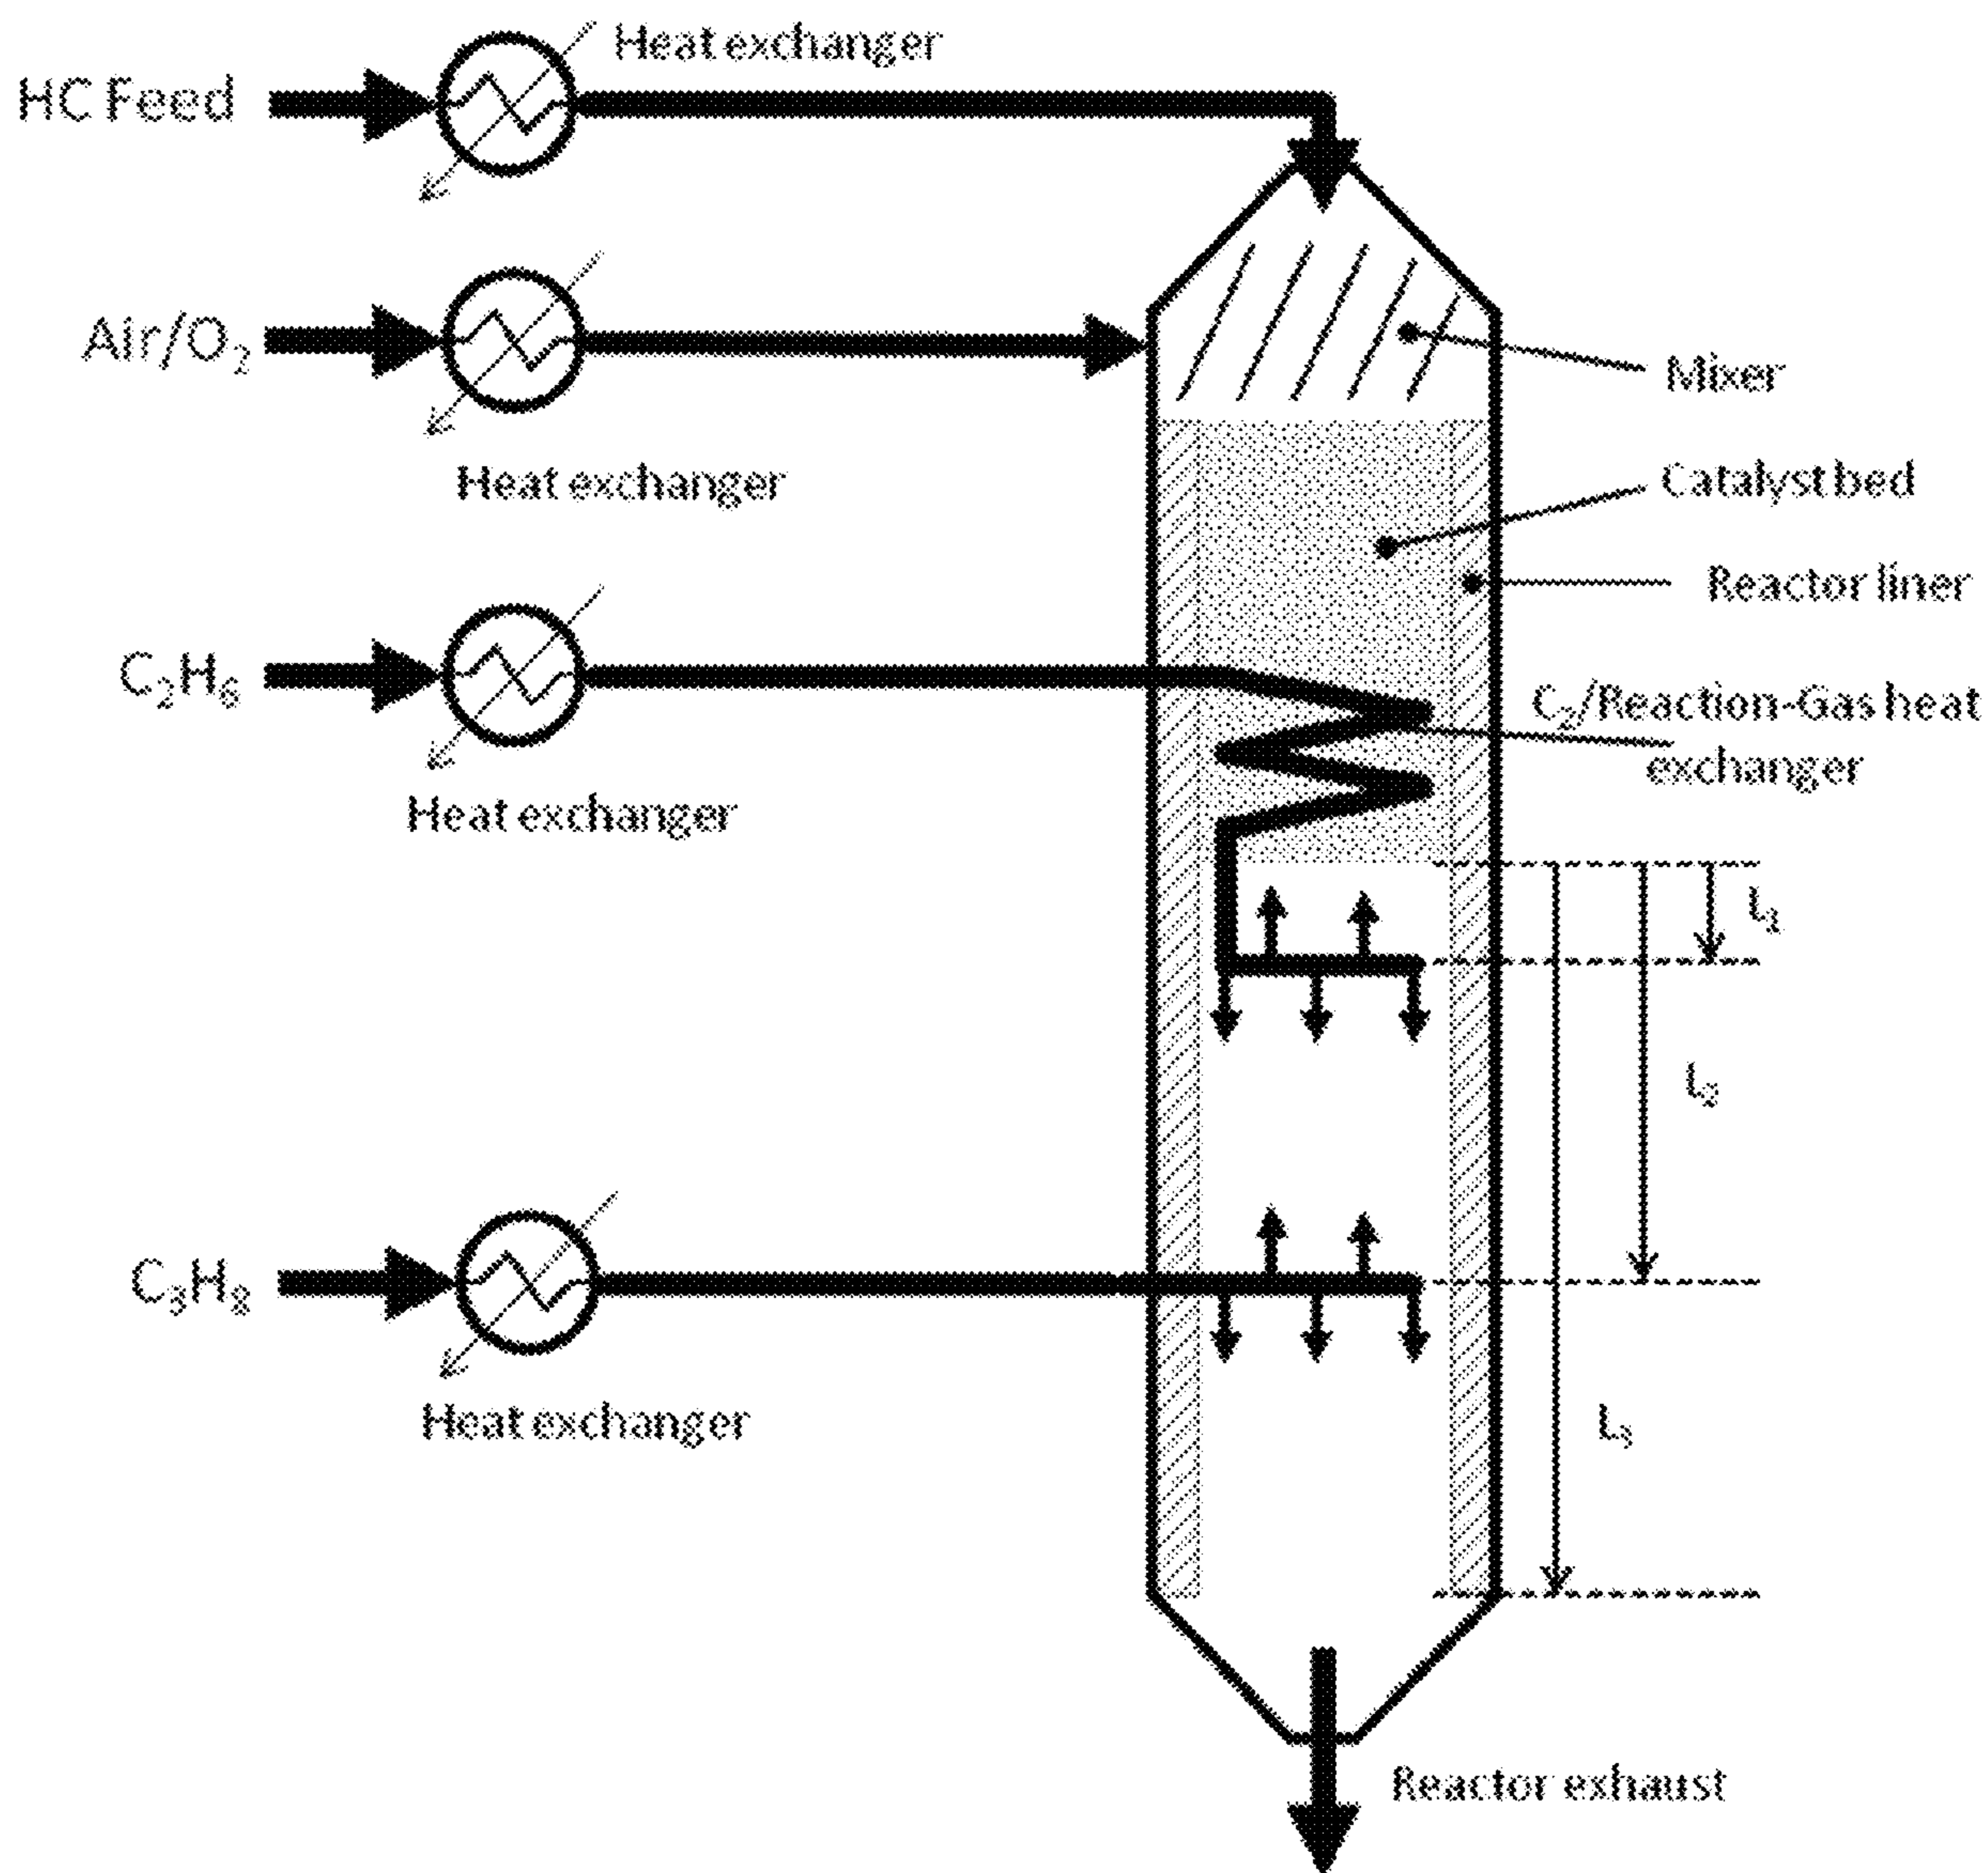 Heat exchanger
HC Feed
Air/O₂
Mixer
Heat exchanger
Catalyst bed
Reactor liner
C₂H₆
C₂/Reaction-Gas heat
exchanger
Heat exchanger
L₁
L₂
C₃H₈
Heat exchanger
L₃
Reactor exhaust